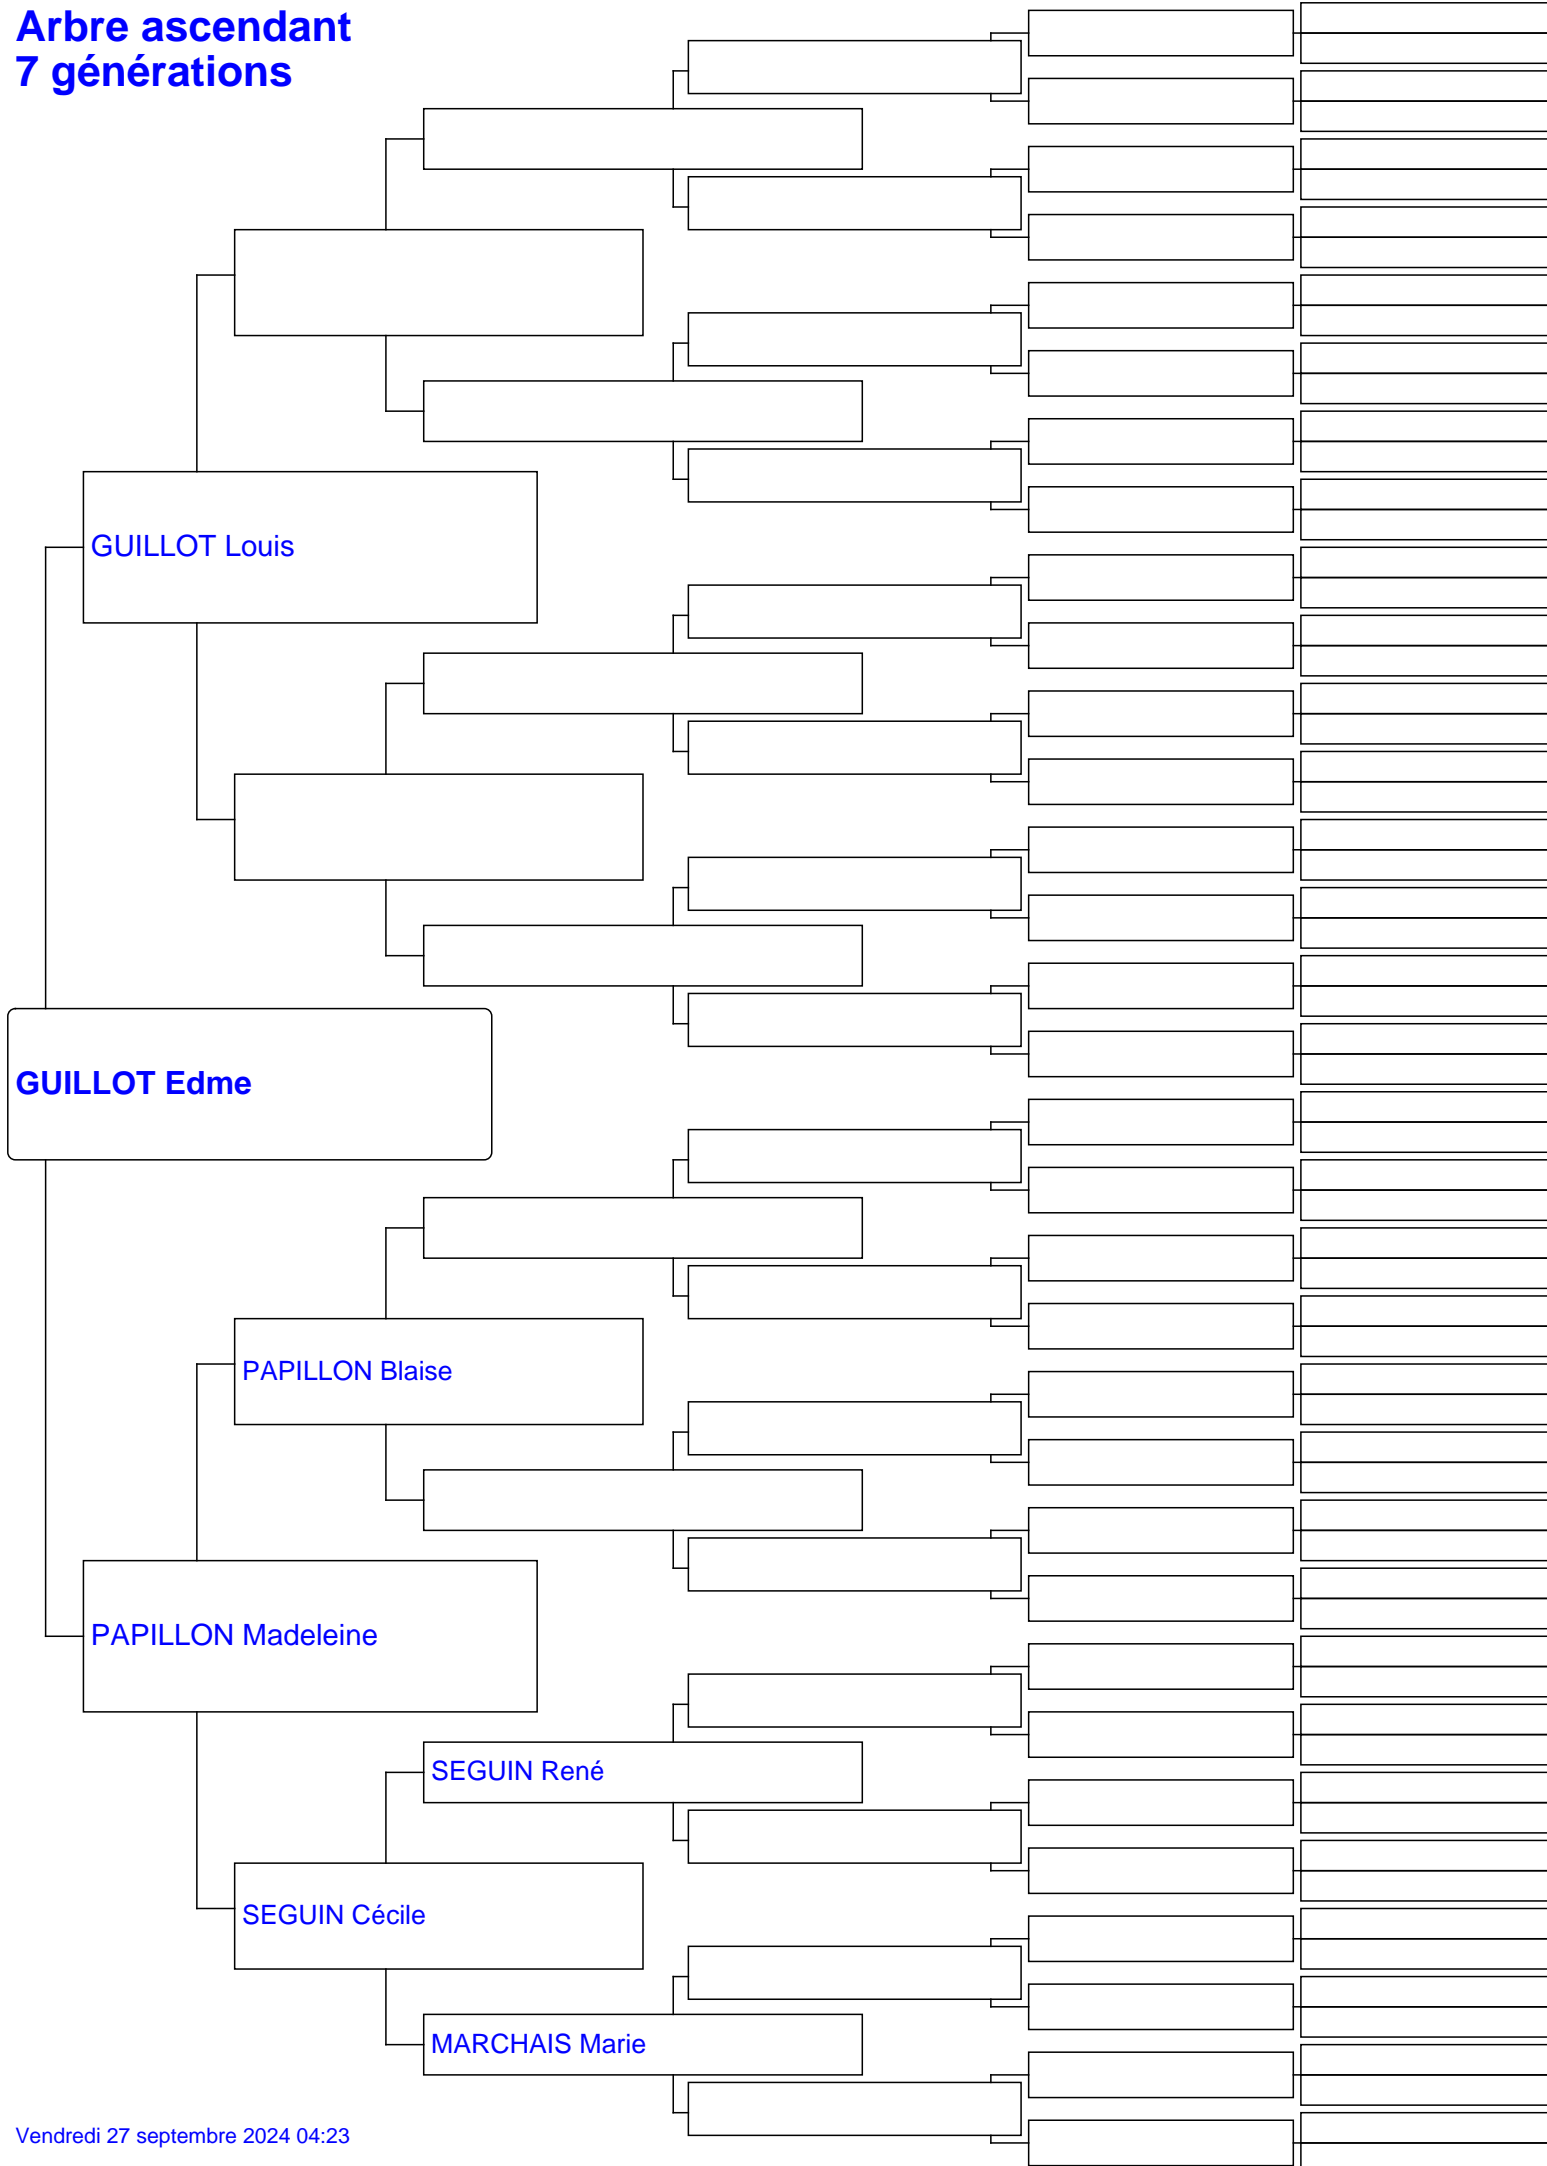 Arbre ascendant
7 générations
GUILLOT Louis
GUILLOT Edme
PAPILLON Blaise
PAPILLON Madeleine
SEGUIN René
SEGUIN Cécile
MARCHAIS Marie
Vendredi 27 septembre 2024 04:23